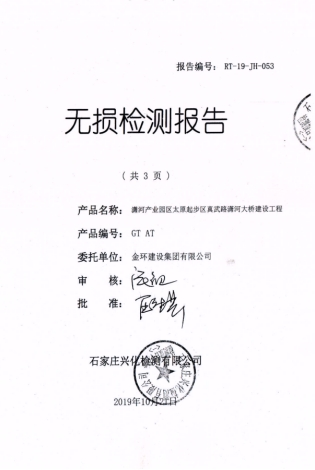 报告编号： RT-19-JH-053
无损检测报告
（ 共 3 页 ）
产品名称： 潇河产业园区太原起步区真武路潇河大桥建设工程
产品编号： GT AT
委托单位： 金环建设集团有限公司
审 核：
批 准：
石家庄兴化检测有限公司
2019年10月21日